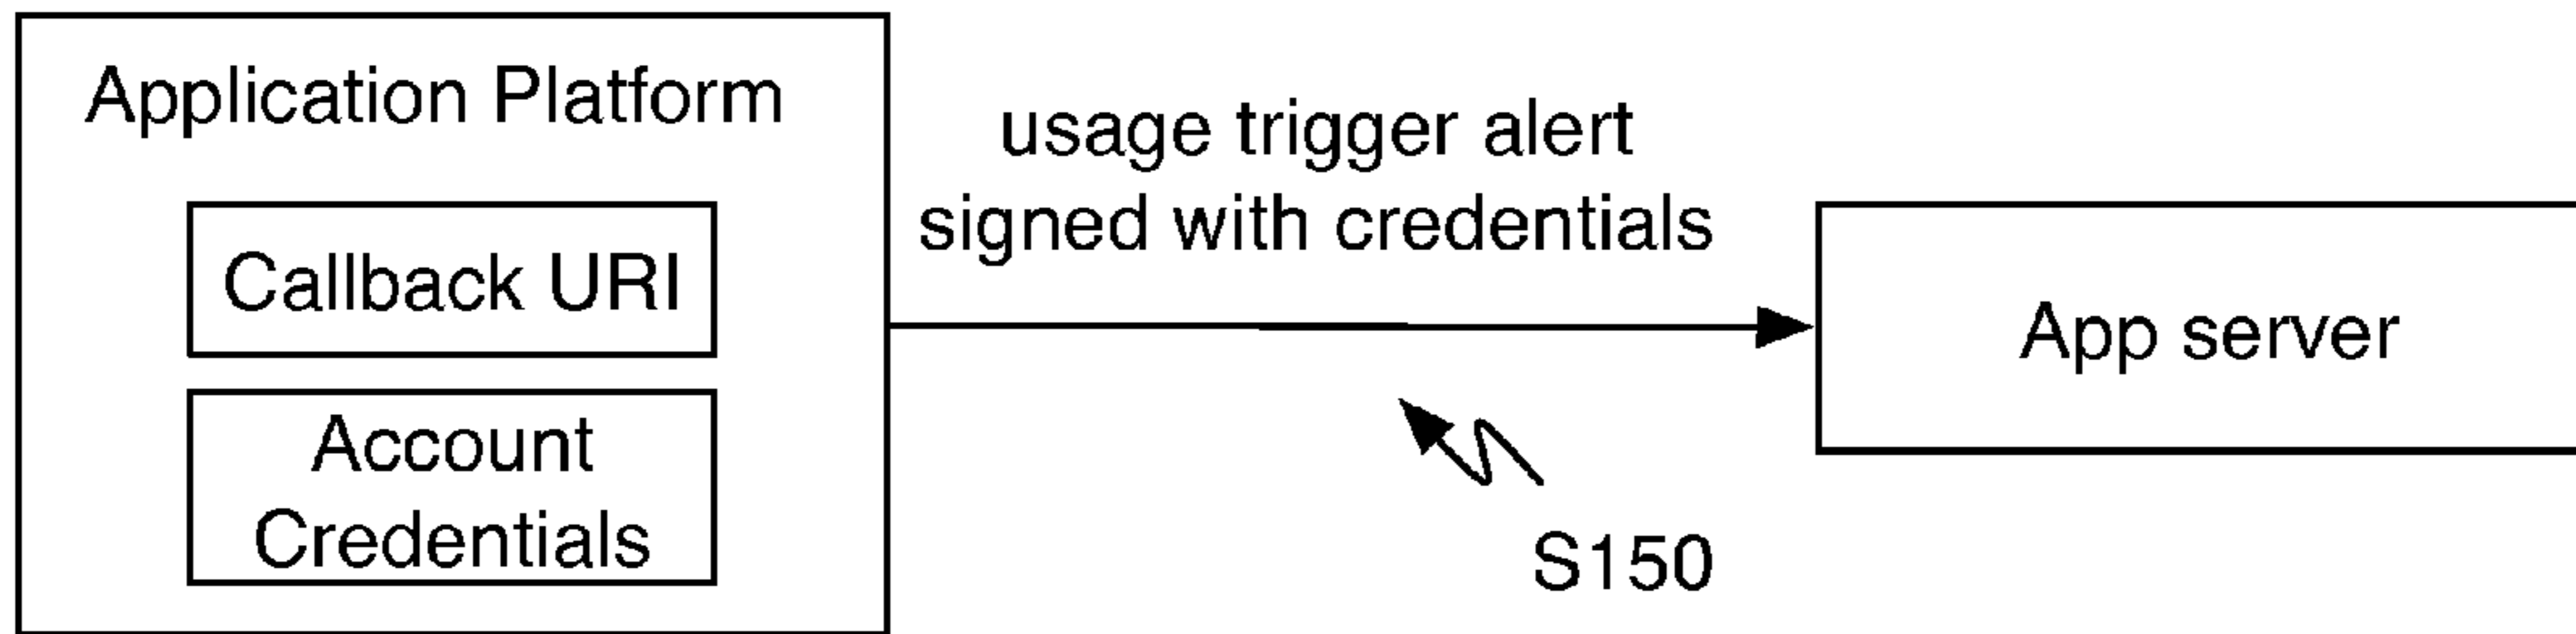 Application Platform
Callback URI
Account
Credentials
usage trigger alert
signed with credentials
S150
App server